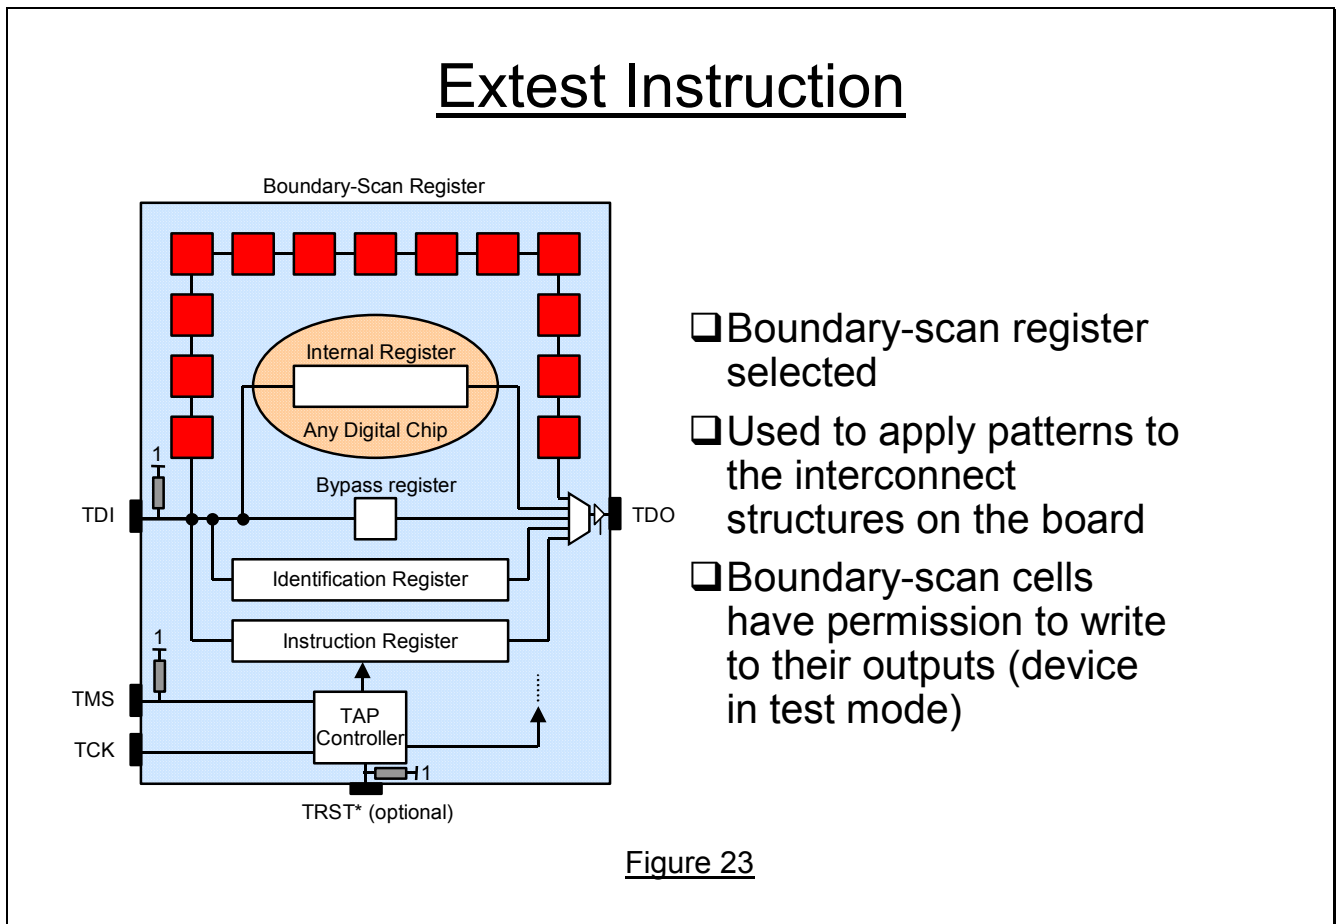 Extest Instruction
Boundary-Scan Register
Internal Register
Any Digital Chip
1
Bypass register
TDI
TDO
Identification Register
1
Instruction Register
TMS
TAP
Controller
TCK
1
TRST* (optional)
❑Boundary-scan register
selected
❑Used to apply patterns to
the interconnect
structures on the board
❑Boundary-scan cells
have permission to write
to their outputs (device
in test mode)
Figure 23